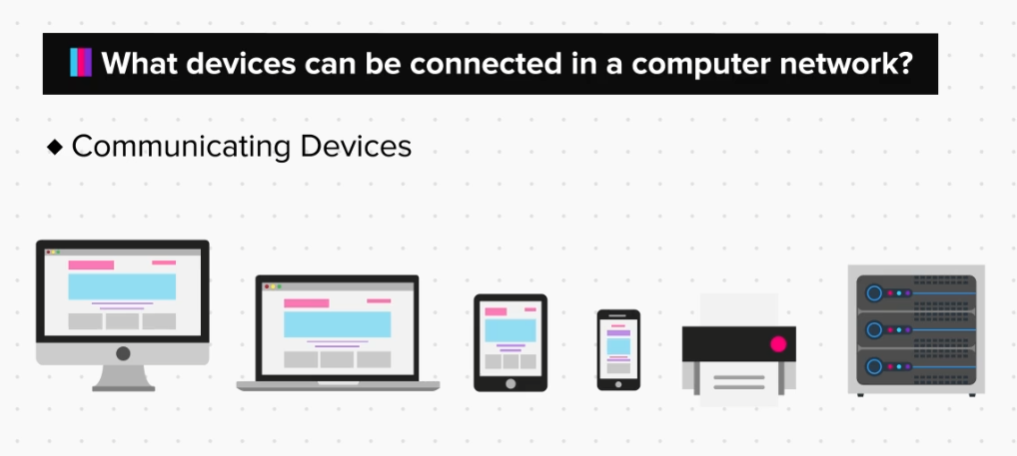 What devices can be connected in a computer network?
◆ Communicating Devices